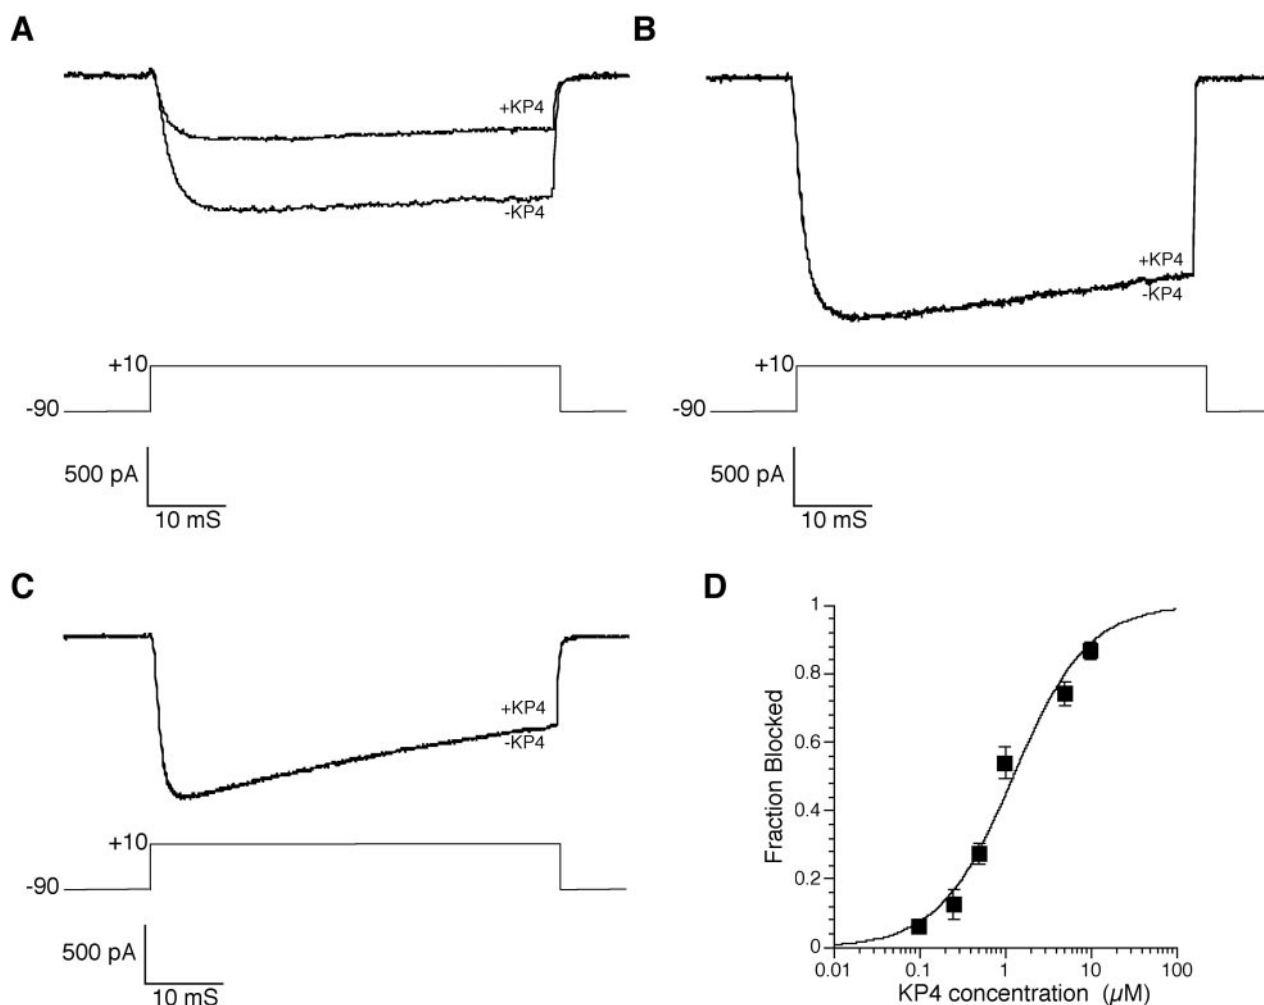 A
+KP4
-KP4
+10
-90
500 pA
10 mS
B
+KP4
-KP4
+10
-90
500 pA
10 mS
C
+KP4
-KP4
+10
-90
500 pA
10 mS
D
Fraction Blocked
1
0.8
0.6
0.4
0.2
0
0.01 0.1 1 10 100
KP4 concentration (µM)